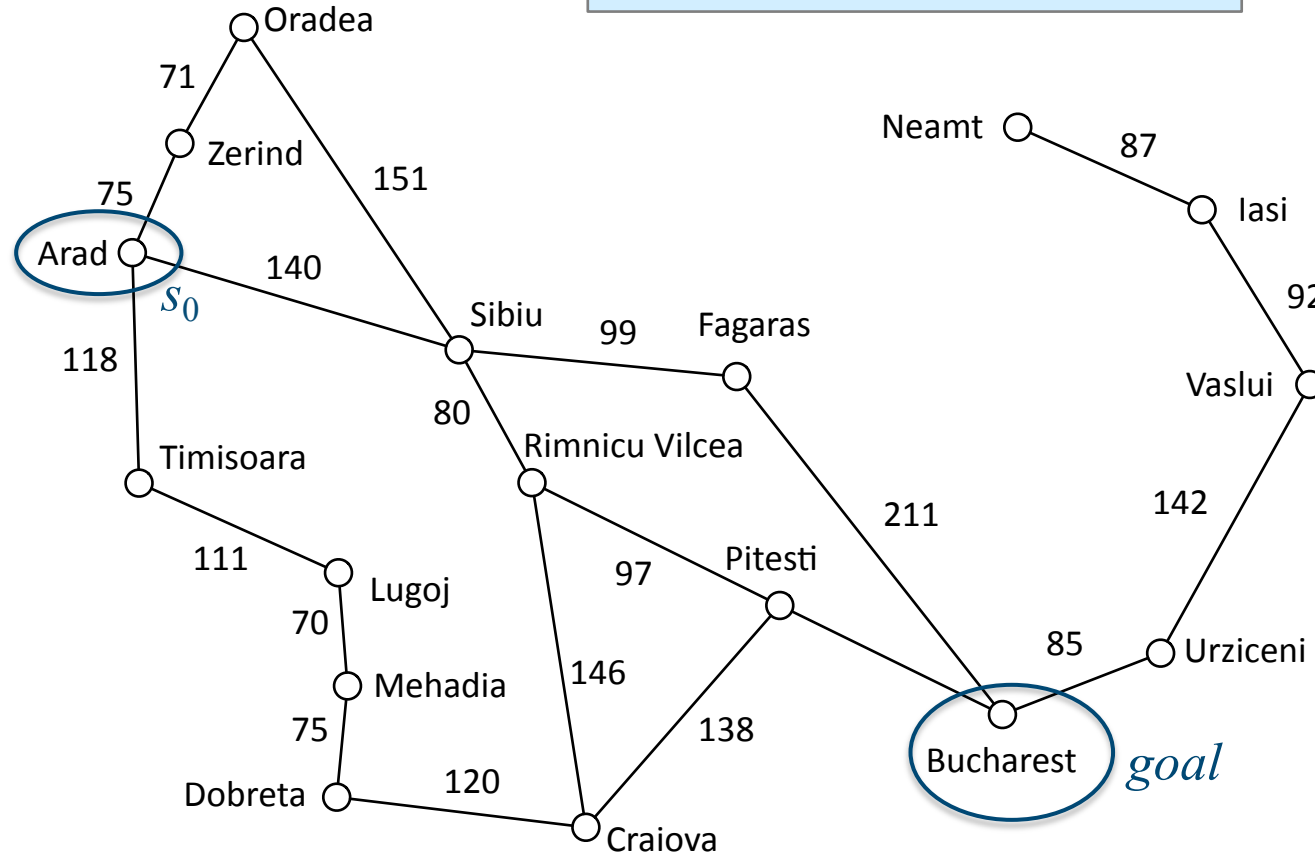 Oradea
71
Neamt
87
Zerind
75
151
Iasi
Arad
140
s0
92
Sibiu
99
Fagaras
118
Vaslui
80
Timisoara
Rimnicu Vilcea
142
211
111
97
Pitesti
Lugoj
70
85
Urziceni
146
Mehadia
75
138
Bucharest
goal
Dobreta
120
Craiova